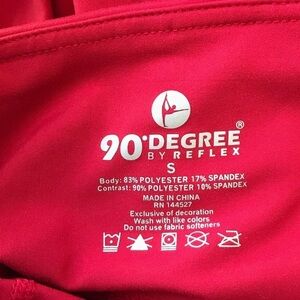 90°DEGREE®
BY REFLEX
S
Body: 83% POLYESTER 17% SPANDEX
Contrast: 90% POLYESTER 10% SPANDEX
MADE IN CHINA
RN 144527
Exclusive of decoration
Wash with like colors
Do not use fabric softeners